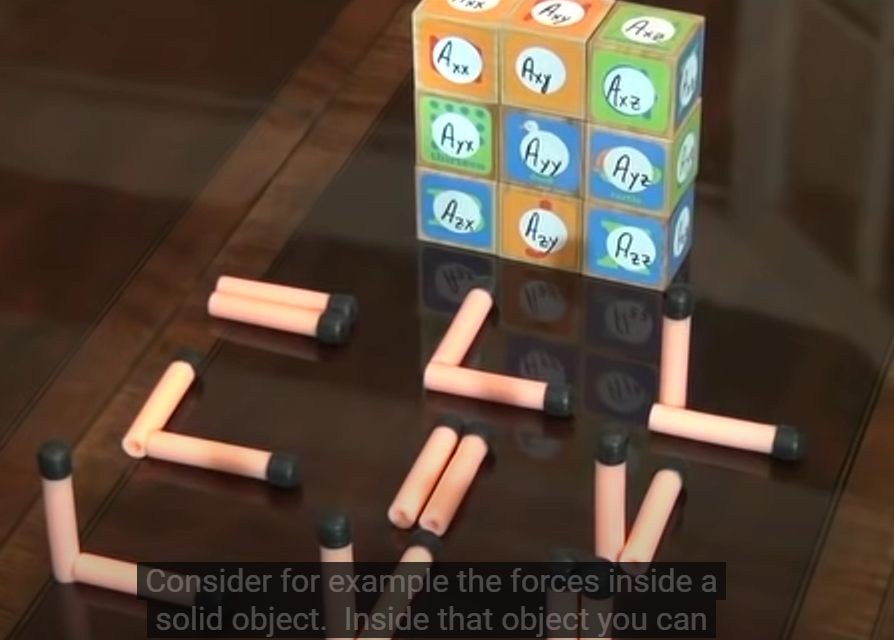 Axx Axy Axz
Axx Axy Axz
Ayx Ayy Ayz
Azx Azy Azz
Consider for example the forces inside a
solid object. Inside that object you can